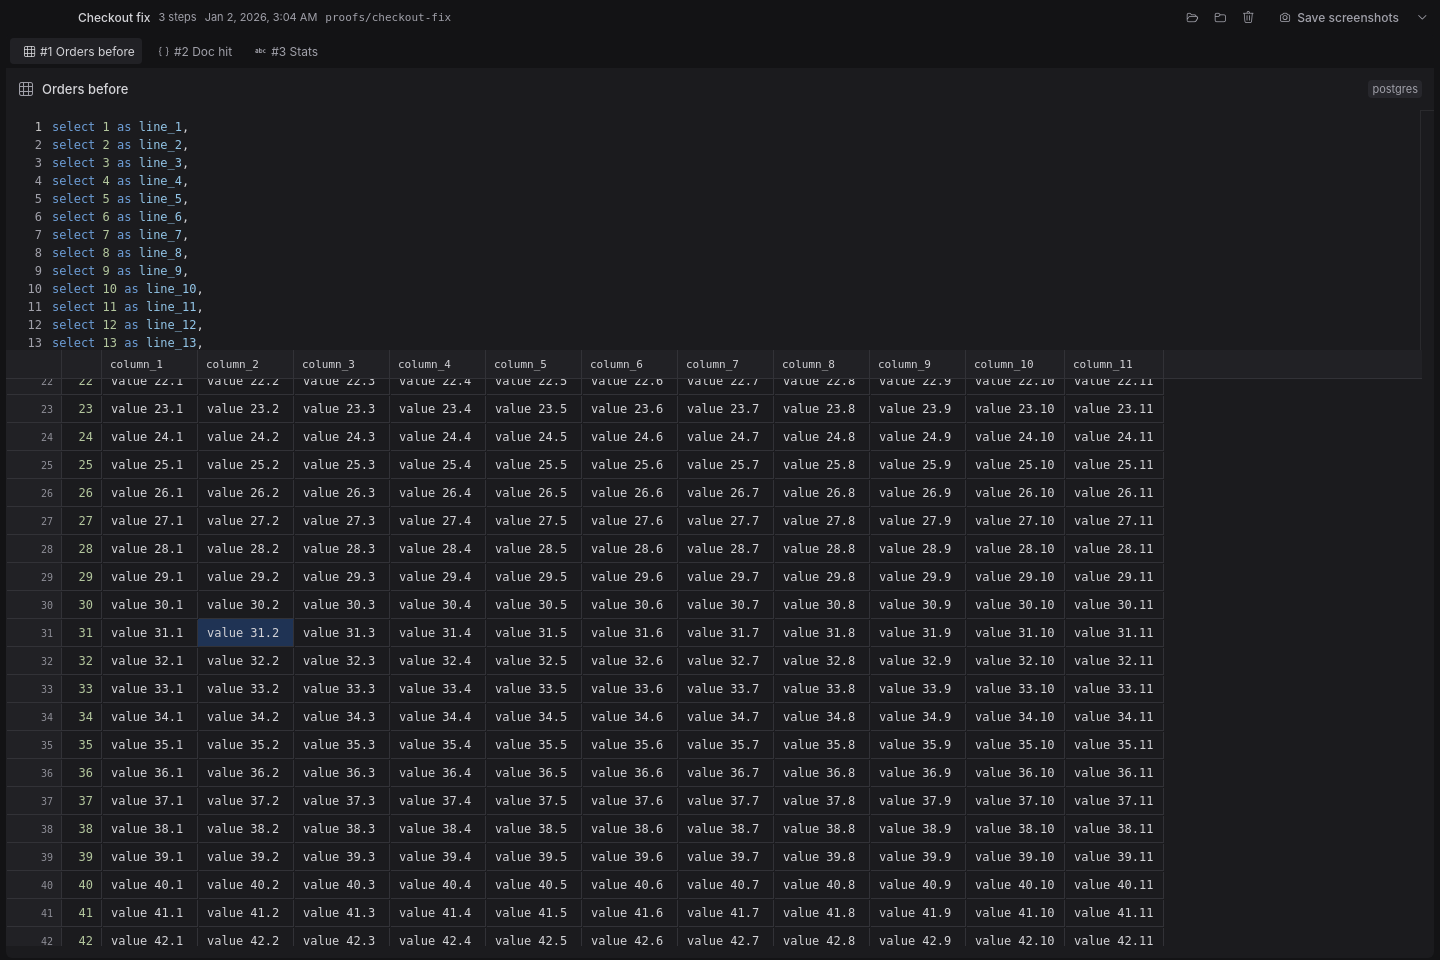 Checkout fix 3 steps Jan 2, 2026, 3:04 AM proofs/checkout-fix Save screenshots
#1 Orders before { } #2 Doc hit abc #3 Stats
Orders before postgres
1 select 1 as line_1,
2 select 2 as line_2,
3 select 3 as line_3,
4 select 4 as line_4,
5 select 5 as line_5,
6 select 6 as line_6,
7 select 7 as line_7,
8 select 8 as line_8,
9 select 9 as line_9,
10 select 10 as line_10,
11 select 11 as line_11,
12 select 12 as line_12,
13 select 13 as line_13,
column_1 column_2 column_3 column_4 column_5 column_6 column_7 column_8 column_9 column_10 column_11
22 22 value 22.1 value 22.2 value 22.3 value 22.4 value 22.5 value 22.6 value 22.7 value 22.8 value 22.9 value 22.10 value 22.11
23 23 value 23.1 value 23.2 value 23.3 value 23.4 value 23.5 value 23.6 value 23.7 value 23.8 value 23.9 value 23.10 value 23.11
24 24 value 24.1 value 24.2 value 24.3 value 24.4 value 24.5 value 24.6 value 24.7 value 24.8 value 24.9 value 24.10 value 24.11
25 25 value 25.1 value 25.2 value 25.3 value 25.4 value 25.5 value 25.6 value 25.7 value 25.8 value 25.9 value 25.10 value 25.11
26 26 value 26.1 value 26.2 value 26.3 value 26.4 value 26.5 value 26.6 value 26.7 value 26.8 value 26.9 value 26.10 value 26.11
27 27 value 27.1 value 27.2 value 27.3 value 27.4 value 27.5 value 27.6 value 27.7 value 27.8 value 27.9 value 27.10 value 27.11
28 28 value 28.1 value 28.2 value 28.3 value 28.4 value 28.5 value 28.6 value 28.7 value 28.8 value 28.9 value 28.10 value 28.11
29 29 value 29.1 value 29.2 value 29.3 value 29.4 value 29.5 value 29.6 value 29.7 value 29.8 value 29.9 value 29.10 value 29.11
30 30 value 30.1 value 30.2 value 30.3 value 30.4 value 30.5 value 30.6 value 30.7 value 30.8 value 30.9 value 30.10 value 30.11
31 31 value 31.1 value 31.2 value 31.3 value 31.4 value 31.5 value 31.6 value 31.7 value 31.8 value 31.9 value 31.10 value 31.11
32 32 value 32.1 value 32.2 value 32.3 value 32.4 value 32.5 value 32.6 value 32.7 value 32.8 value 32.9 value 32.10 value 32.11
33 33 value 33.1 value 33.2 value 33.3 value 33.4 value 33.5 value 33.6 value 33.7 value 33.8 value 33.9 value 33.10 value 33.11
34 34 value 34.1 value 34.2 value 34.3 value 34.4 value 34.5 value 34.6 value 34.7 value 34.8 value 34.9 value 34.10 value 34.11
35 35 value 35.1 value 35.2 value 35.3 value 35.4 value 35.5 value 35.6 value 35.7 value 35.8 value 35.9 value 35.10 value 35.11
36 36 value 36.1 value 36.2 value 36.3 value 36.4 value 36.5 value 36.6 value 36.7 value 36.8 value 36.9 value 36.10 value 36.11
37 37 value 37.1 value 37.2 value 37.3 value 37.4 value 37.5 value 37.6 value 37.7 value 37.8 value 37.9 value 37.10 value 37.11
38 38 value 38.1 value 38.2 value 38.3 value 38.4 value 38.5 value 38.6 value 38.7 value 38.8 value 38.9 value 38.10 value 38.11
39 39 value 39.1 value 39.2 value 39.3 value 39.4 value 39.5 value 39.6 value 39.7 value 39.8 value 39.9 value 39.10 value 39.11
40 40 value 40.1 value 40.2 value 40.3 value 40.4 value 40.5 value 40.6 value 40.7 value 40.8 value 40.9 value 40.10 value 40.11
41 41 value 41.1 value 41.2 value 41.3 value 41.4 value 41.5 value 41.6 value 41.7 value 41.8 value 41.9 value 41.10 value 41.11
42 42 value 42.1 value 42.2 value 42.3 value 42.4 value 42.5 value 42.6 value 42.7 value 42.8 value 42.9 value 42.10 value 42.11